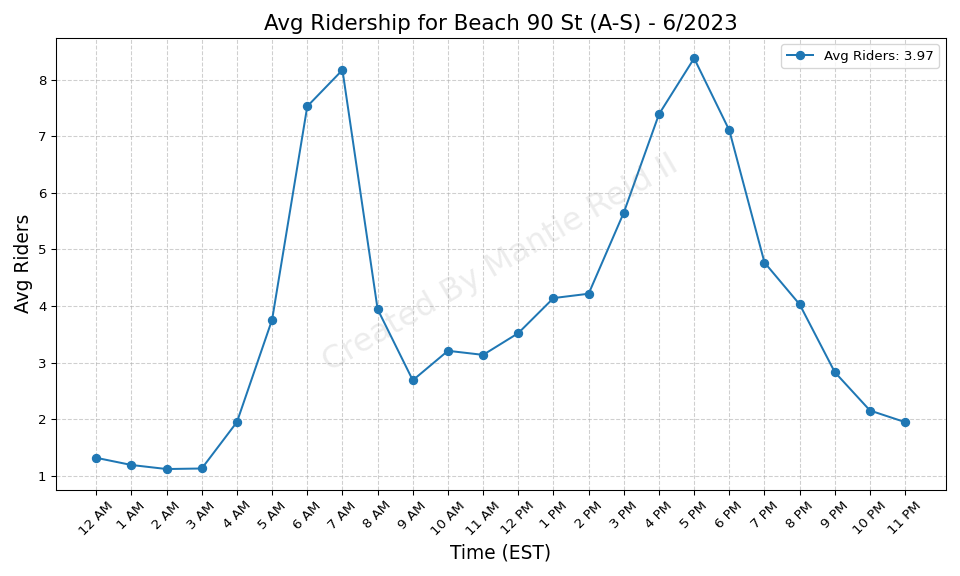 Avg Ridership for Beach 90 St (A-S) - 6/2023
Avg Riders: 3.97
8
7
6
5
4
3
2
1
Avg Riders
Created By Mantle Reid II
12 AM
1 AM
2 AM
3 AM
4 AM
5 AM
6 AM
7 AM
8 AM
9 AM
10 AM
11 AM
12 PM
1 PM
2 PM
3 PM
4 PM
5 PM
6 PM
7 PM
8 PM
9 PM
10 PM
11 PM
Time (EST)